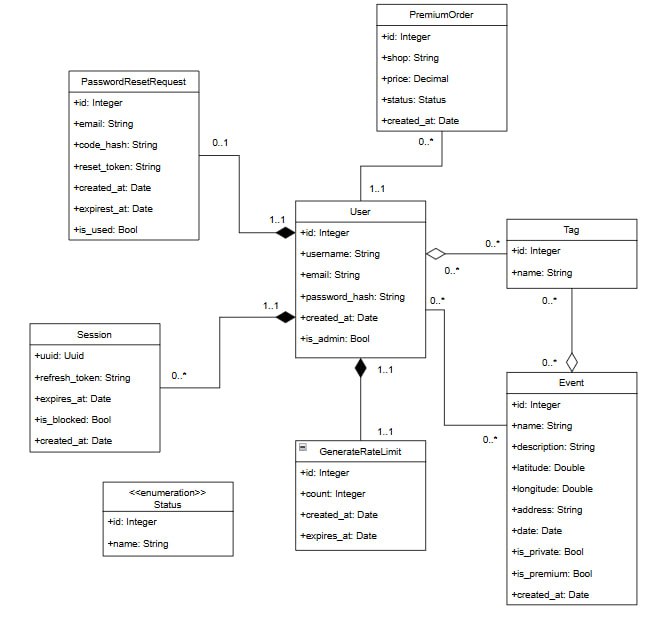 PremiumOrder
+id: Integer
+shop: String
+price: Decimal
+status: Status
+created_at: Date
0..*
1..1
PasswordResetRequest
+id: Integer
+email: String
+code_hash: String
+reset_token: String
+created_at: Date
+expirest_at: Date
+is_used: Bool
0..1
1..1
User
+id: Integer
+username: String
+email: String
+password_hash: String
+created_at: Date
+is_admin: Bool
0..*
0..*
Tag
+id: Integer
+name: String
0..*
0..*
1..1
0..*
Session
+uuid: Uuid
+refresh_token: String
+expires_at: Date
+is_blocked: Bool
+created_at: Date
0..*
0..*
1..1
1..1
GenerateRateLimit
+id: Integer
+count: Integer
+created_at: Date
+expires_at: Date
Event
+id: Integer
+name: String
+description: String
+latitude: Double
+longitude: Double
+address: String
+date: Date
+is_private: Bool
+is_premium: Bool
+created_at: Date
<<enumeration>>
Status
+id: Integer
+name: String